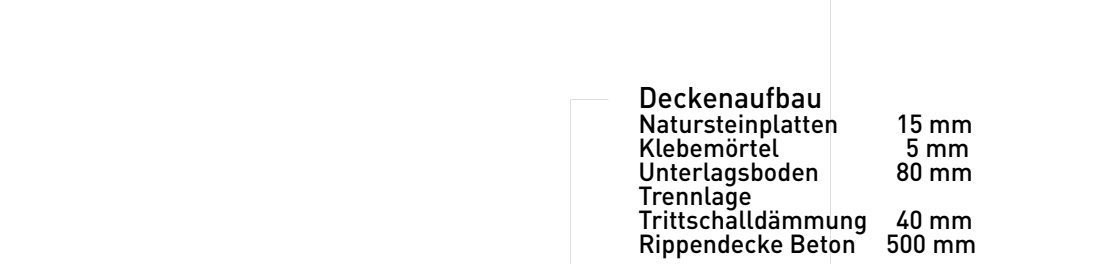 Deckenaufbau
Natursteinplatten 15 mm
Klebemörtel 5 mm
Unterlagsboden 80 mm
Trennlage
Trittschalldämmung 40 mm
Rippendecke Beton 500 mm